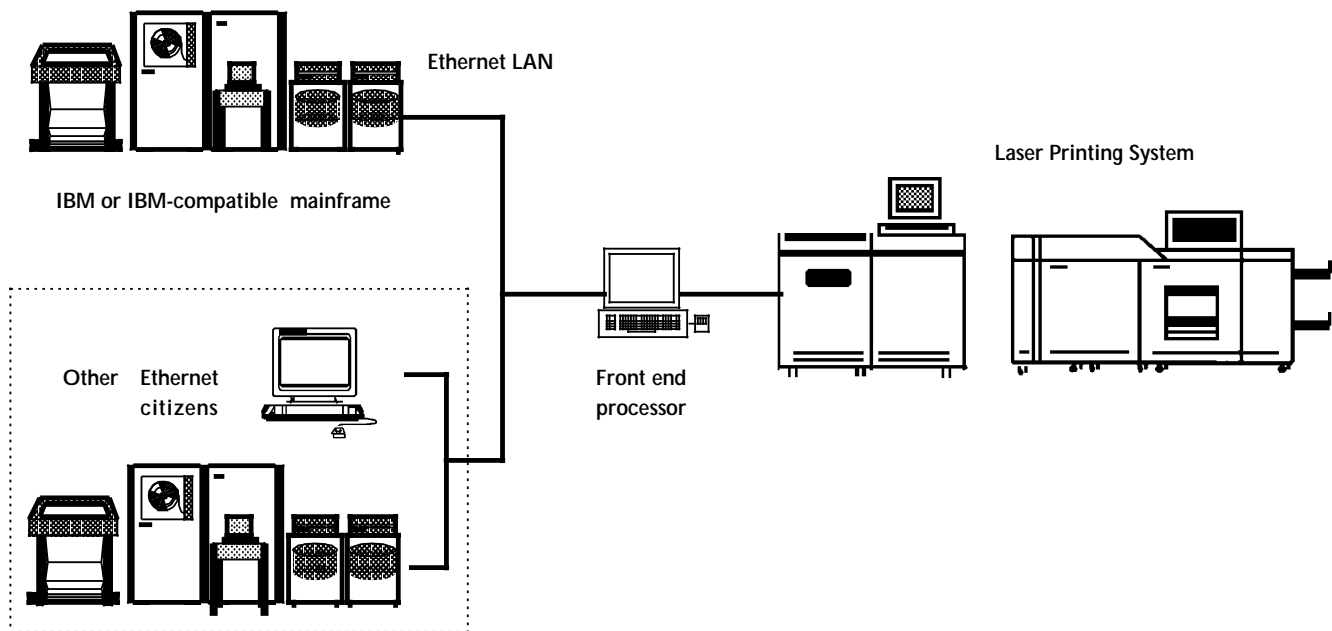 Ethernet LAN
Laser Printing System
IBM or IBM-compatible mainframe
Other Ethernet
citizens
Front end
processor